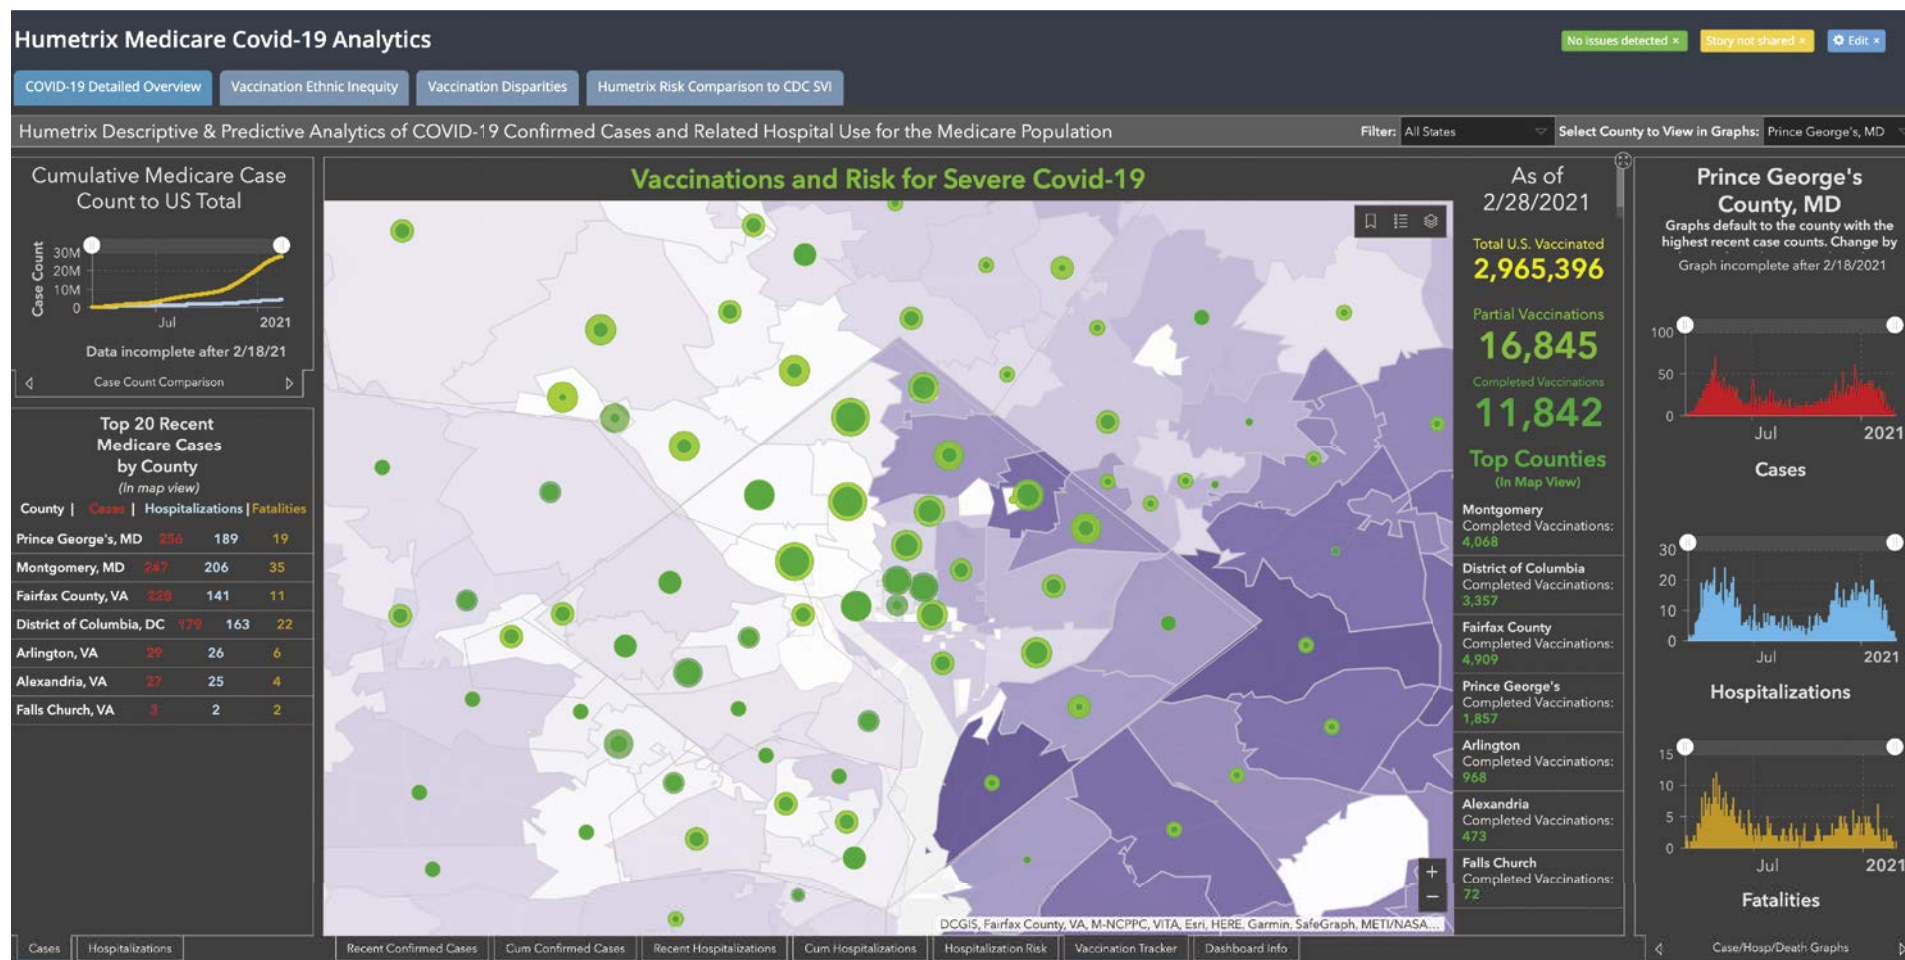 Humetrix Medicare Covid-19 Analytics
No issues detected ×
Story not shared ×
Edit ×
COVID-19 Detailed Overview
Vaccination Ethnic Inequity
Vaccination Disparities
Humetrix Risk Comparison to CDC SVI
Humetrix Descriptive & Predictive Analytics of COVID-19 Confirmed Cases and Related Hospital Use for the Medicare Population
Filter: All States
Select County to View in Graphs: Prince George's, MD
Cumulative Medicare Case
Count to US Total
Case Count
30M
20M
10M
0
Jul
2021
Data incomplete after 2/18/21
Case Count Comparison
Top 20 Recent
Medicare Cases
by County
(In map view)
County | Cases | Hospitalizations | Fatalities
Prince George's, MD 256 189 19
Montgomery, MD 247 206 35
Fairfax County, VA 228 141 11
District of Columbia, DC 179 163 22
Arlington, VA 29 26 6
Alexandria, VA 27 25 4
Falls Church, VA 3 2 2
Cases
Hospitalizations
Vaccinations and Risk for Severe Covid-19
+
−
DCGIS, Fairfax County, VA, M-NCPPC, VITA, Esri, HERE, Garmin, SafeGraph, METI/NASA...
Recent Confirmed Cases
Cum Confirmed Cases
Recent Hospitalizations
Cum Hospitalizations
Hospitalization Risk
Vaccination Tracker
Dashboard Info
As of
2/28/2021
Total U.S. Vaccinated
2,965,396
Partial Vaccinations
16,845
Completed Vaccinations
11,842
Top Counties
(In Map View)
Montgomery
Completed Vaccinations:
4,068
District of Columbia
Completed Vaccinations:
3,357
Fairfax County
Completed Vaccinations:
4,909
Prince George's
Completed Vaccinations:
1,857
Arlington
Completed Vaccinations:
968
Alexandria
Completed Vaccinations:
473
Falls Church
Completed Vaccinations:
72
Prince George's
County, MD
Graphs default to the county with the
highest recent case counts. Change by
Graph incomplete after 2/18/2021
100
50
0
Jul
2021
Cases
30
20
10
0
Jul
2021
Hospitalizations
15
10
5
0
Jul
2021
Fatalities
Case/Hosp/Death Graphs